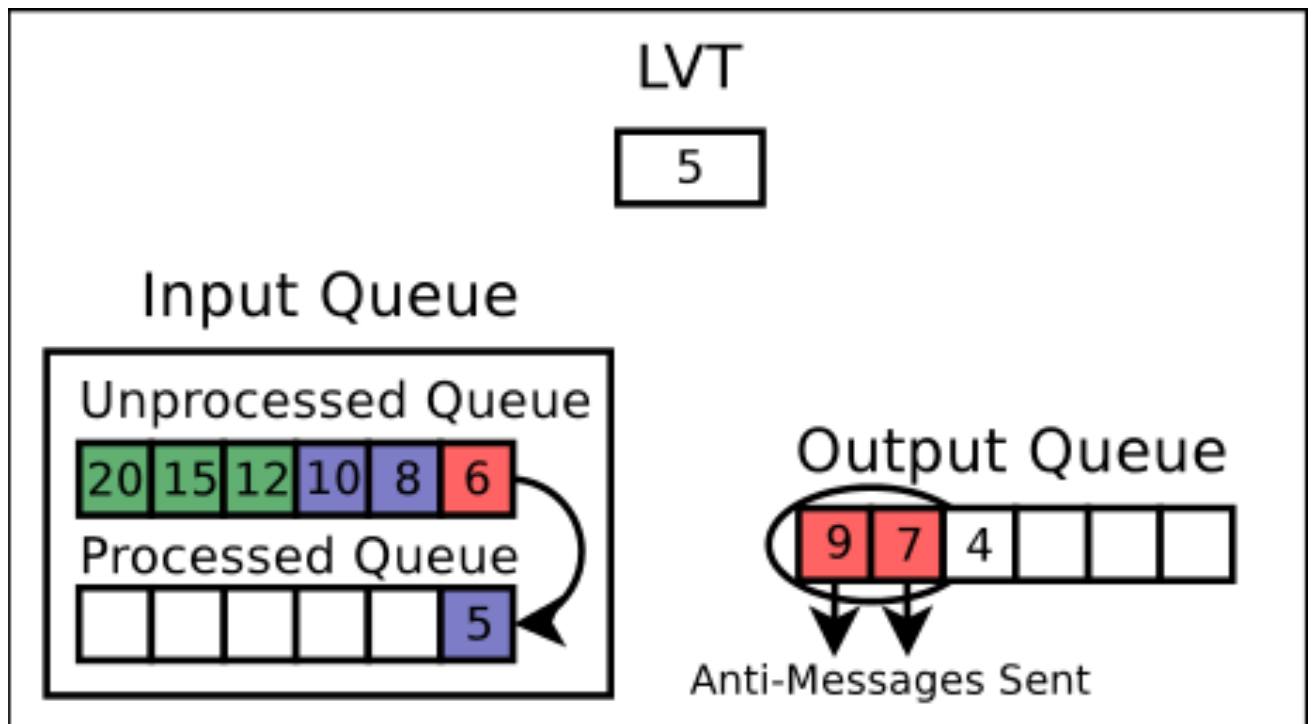 LVT
5
Input Queue
Unprocessed Queue
20 15 12 10 8 6
Processed Queue
5
Output Queue
9 7 4
Anti-Messages Sent